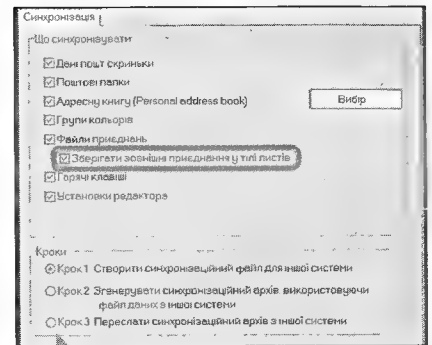 Синхронізація
Що синхронізувати
Дані пошт скриньки
Поштові папки
Адресну книгу (Personal address book)
Вибір
Групи кольорів
Файли приєднань
Зберігати зовнішні приєднання у тілі листів
Гарячі клавіші
Установки редактора
Кроки
Крок 1 Створити синхронізаційний файл для іншої системи
Крок 2 Згенерувати синхронізаційний архів використовуючи
файл даних з іншої системи
Крок 3 Переслати синхронізаційний архів з іншої системи